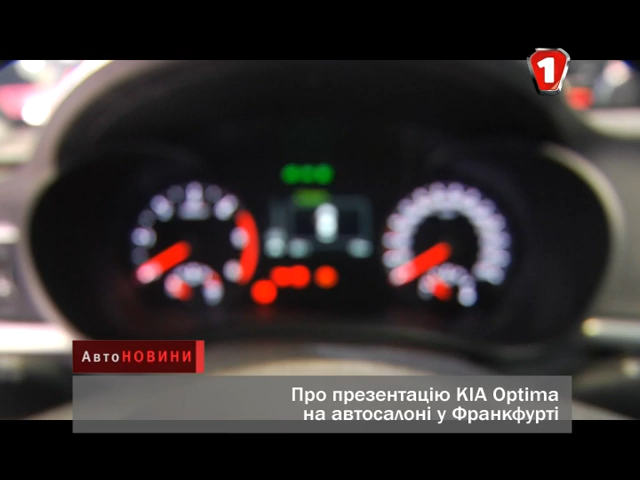 1
АвтоНОВИНИ
Про презентацію KIA Optima
на автосалоні у Франкфурті